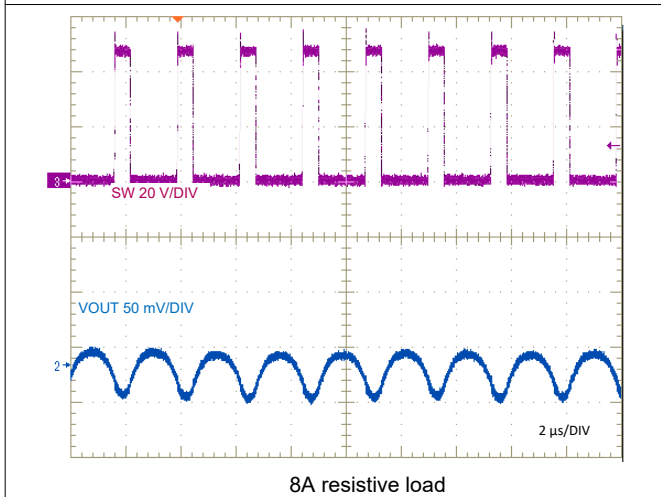 3
SW 20 V/DIV
VOUT 50 mV/DIV
2
2 µs/DIV
8A resistive load